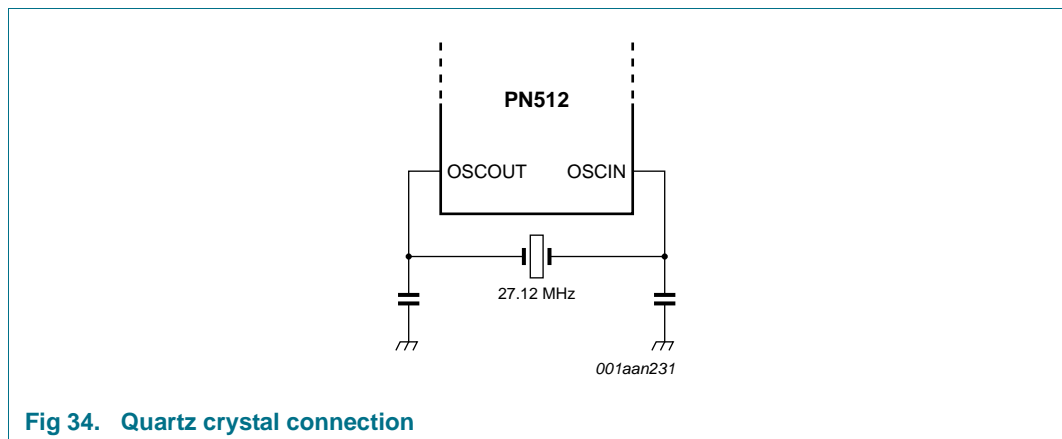 PN512
OSCOUT OSCIN
27.12 MHz
001aan231
Fig 34. Quartz crystal connection